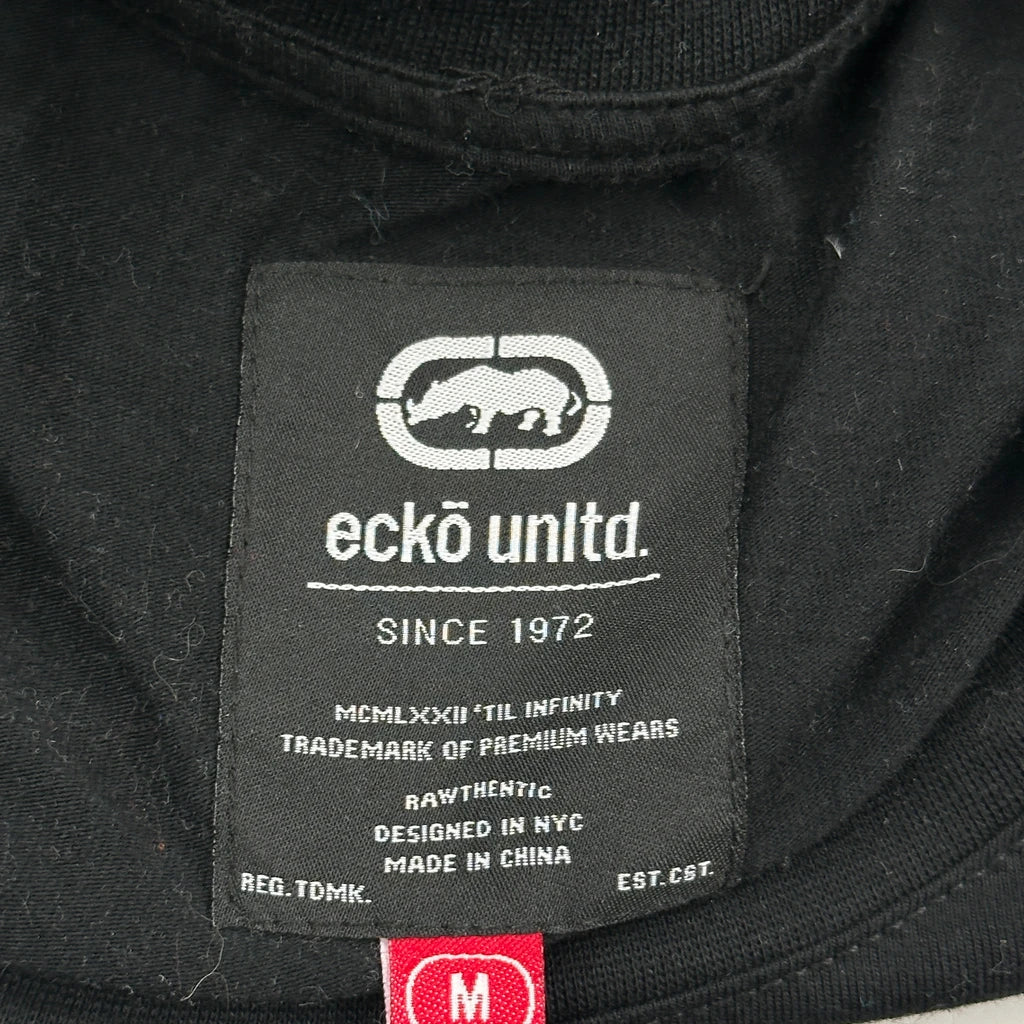 eckō unltd.
SINCE 1972
MCMLXXII 'TIL INFINITY
TRADEMARK OF PREMIUM WEARS
RAWTHENTIC
DESIGNED IN NYC
MADE IN CHINA
REG. TDMK. EST. CST.
M